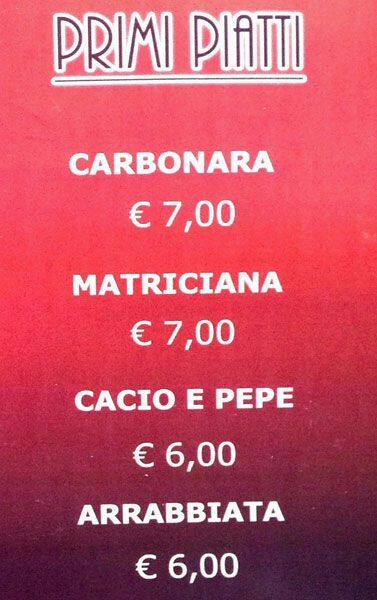 PRIMI PIATTI
CARBONARA
€ 7,00
MATRICIANA
€ 7,00
CACIO E PEPE
€ 6,00
ARRABBIATA
€ 6,00